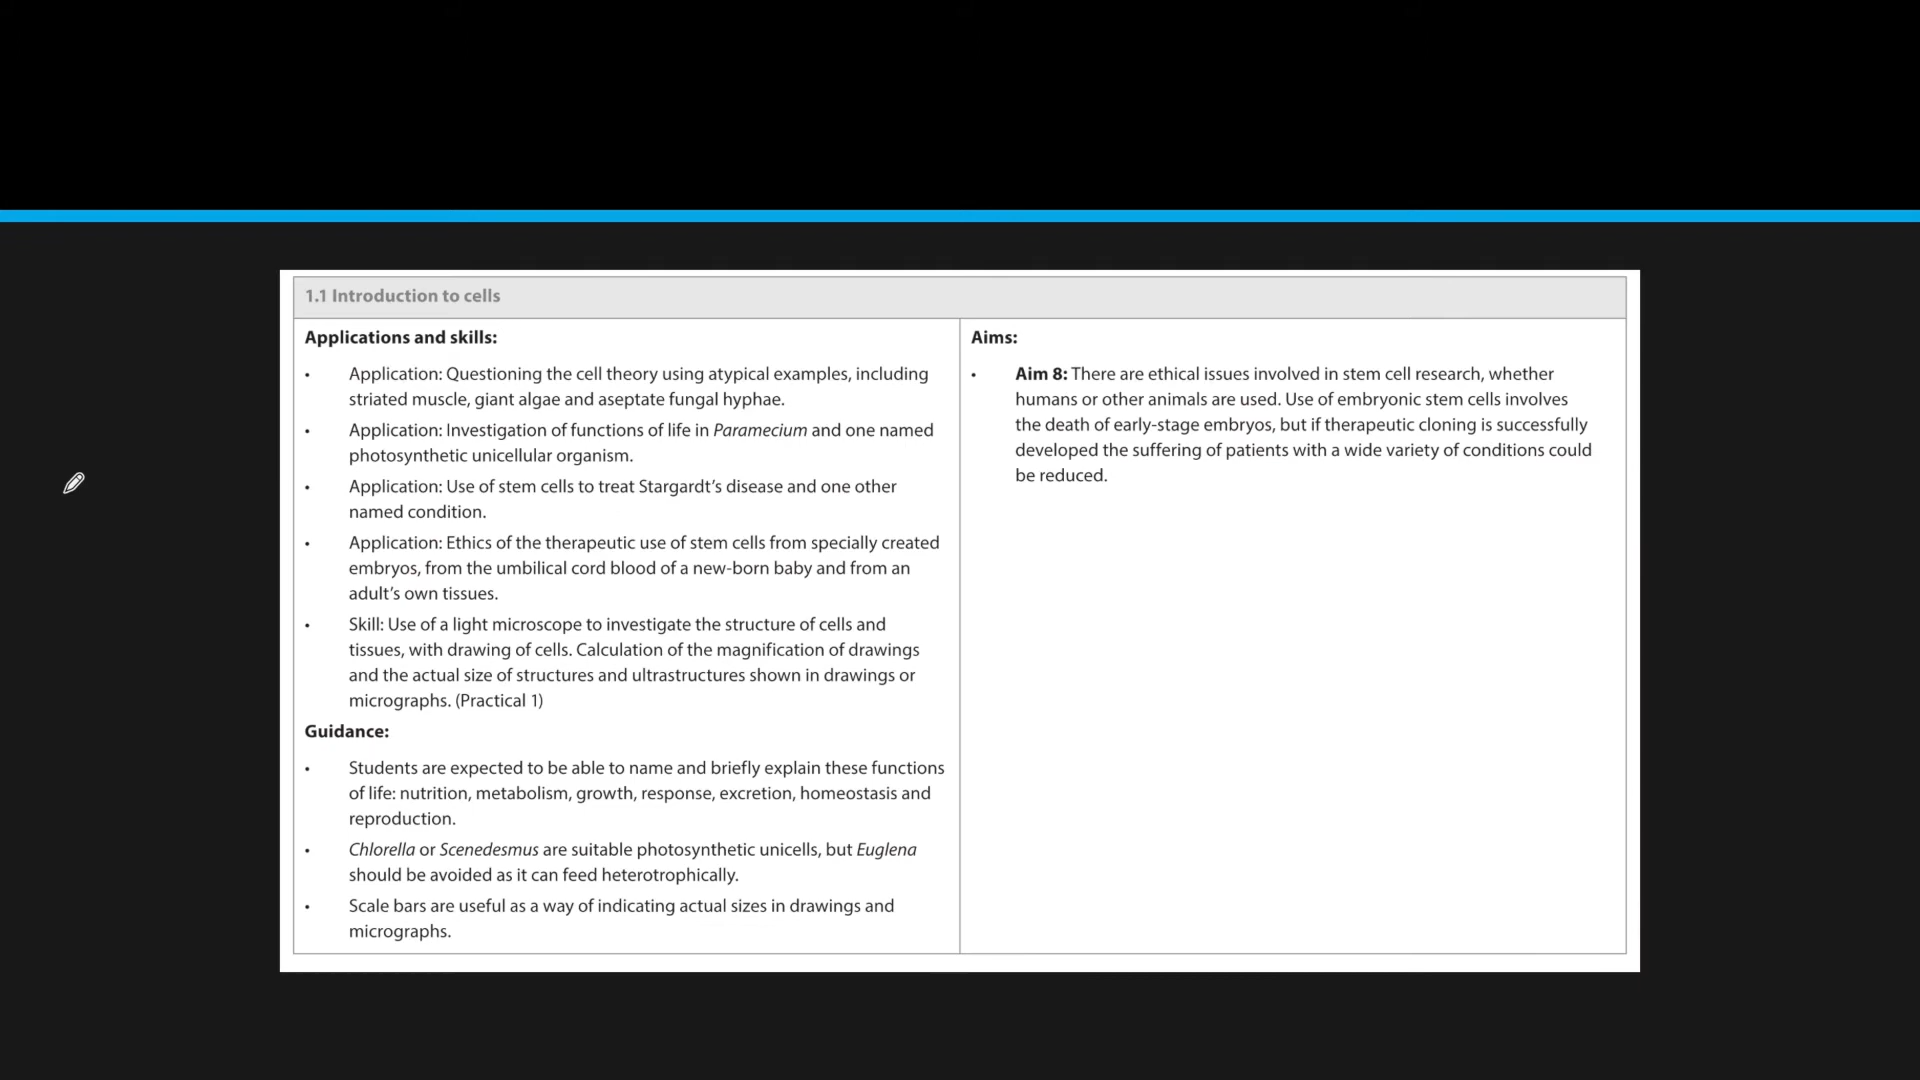 1.1 Introduction to cells
Applications and skills:
• Application: Questioning the cell theory using atypical examples, including
striated muscle, giant algae and aseptate fungal hyphae.
• Application: Investigation of functions of life in Paramecium and one named
photosynthetic unicellular organism.
• Application: Use of stem cells to treat Stargardt’s disease and one other
named condition.
• Application: Ethics of the therapeutic use of stem cells from specially created
embryos, from the umbilical cord blood of a new-born baby and from an
adult’s own tissues.
• Skill: Use of a light microscope to investigate the structure of cells and
tissues, with drawing of cells. Calculation of the magnification of drawings
and the actual size of structures and ultrastructures shown in drawings or
micrographs. (Practical 1)
Guidance:
• Students are expected to be able to name and briefly explain these functions
of life: nutrition, metabolism, growth, response, excretion, homeostasis and
reproduction.
• Chlorella or Scenedesmus are suitable photosynthetic unicells, but Euglena
should be avoided as it can feed heterotrophically.
• Scale bars are useful as a way of indicating actual sizes in drawings and
micrographs.
Aims:
• Aim 8: There are ethical issues involved in stem cell research, whether
humans or other animals are used. Use of embryonic stem cells involves
the death of early-stage embryos, but if therapeutic cloning is successfully
developed the suffering of patients with a wide variety of conditions could
be reduced.